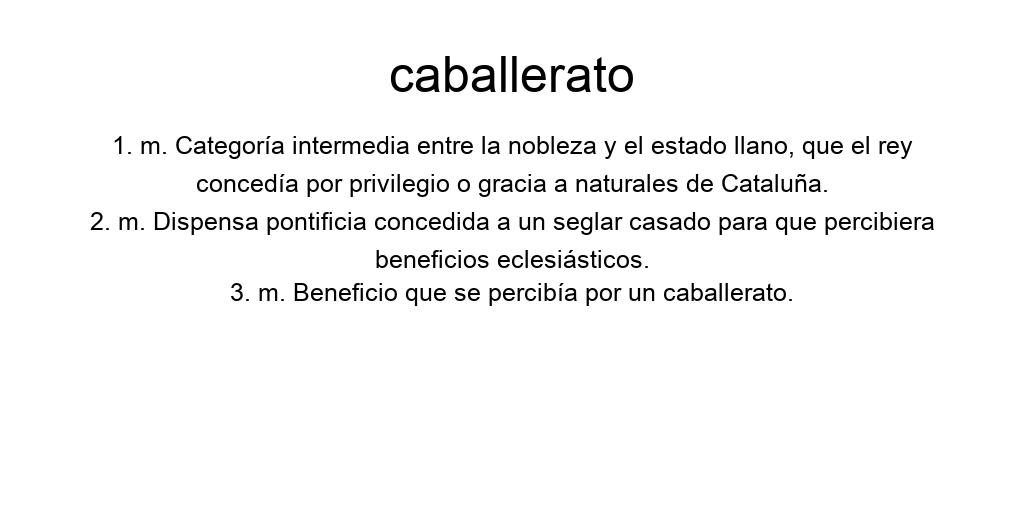 caballerato
1. m. Categoría intermedia entre la nobleza y el estado llano, que el rey
concedía por privilegio o gracia a naturales de Cataluña.
2. m. Dispensa pontificia concedida a un seglar casado para que percibiera
beneficios eclesiásticos.
3. m. Beneficio que se percibía por un caballerato.